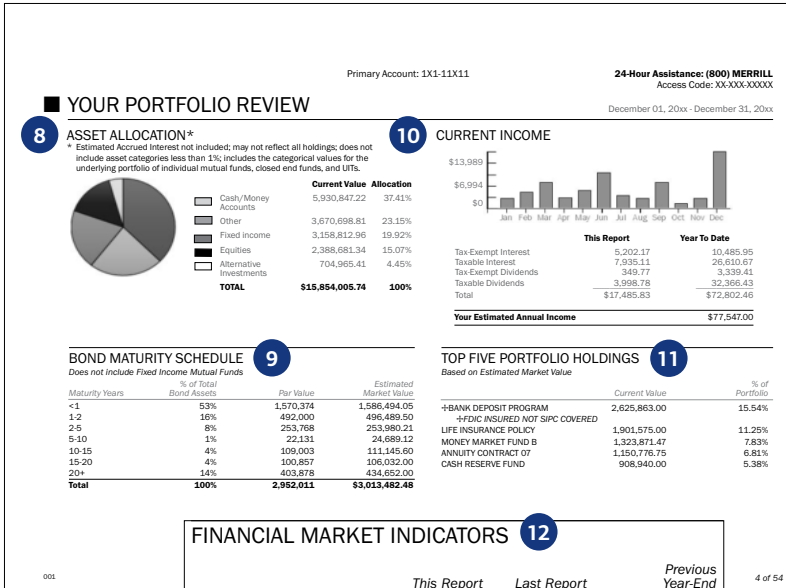 Primary Account: 1X1-11X11
24-Hour Assistance: (800) MERRILL
Access Code: XX-XXX-XXXXX
YOUR PORTFOLIO REVIEW
December 01, 20xx - December 31, 20xx
8 ASSET ALLOCATION*
* Estimated Accrued Interest not included; may not reflect all holdings; does not
include asset categories less than 1%; includes the categorical values for the
underlying portfolio of individual mutual funds, closed end funds, and UITs.
Current Value Allocation
Cash/Money 5,930,847.22 37.41%
Accounts
Other 3,670,698.81 23.15%
Fixed income 3,158,812.96 19.92%
Equities 2,388,681.34 15.07%
Alternative 704,965.41 4.45%
Investments
TOTAL $15,854,005.74 100%
10 CURRENT INCOME
$13,989
$6,994
$0
Jan Feb Mar Apr May Jun Jul Aug Sep Oct Nov Dec
This Report Year To Date
Tax-Exempt Interest 5,202.17 10,485.95
Taxable Interest 7,935.11 26,610.67
Tax-Exempt Dividends 349.77 3,339.41
Taxable Dividends 3,998.78 32,366.43
Total $17,485.83 $72,802.46
Your Estimated Annual Income $77,547.00
BOND MATURITY SCHEDULE 9
Does not include Fixed Income Mutual Funds
% of Total Estimated
Maturity Years Bond Assets Par Value Market Value
<1 53% 1,570,374 1,586,494.05
1-2 16% 492,000 496,489.50
2-5 8% 253,768 253,980.21
5-10 1% 22,131 24,689.12
10-15 4% 109,003 111,145.60
15-20 4% 100,857 106,032.00
20+ 14% 403,878 434,652.00
Total 100% 2,952,011 $3,013,482.48
TOP FIVE PORTFOLIO HOLDINGS 11
Based on Estimated Market Value
% of
Current Value Portfolio
✢BANK DEPOSIT PROGRAM 2,625,863.00 15.54%
✢FDIC INSURED NOT SIPC COVERED
LIFE INSURANCE POLICY 1,901,575.00 11.25%
MONEY MARKET FUND B 1,323,871.47 7.83%
ANNUITY CONTRACT 07 1,150,776.75 6.81%
CASH RESERVE FUND 908,940.00 5.38%
FINANCIAL MARKET INDICATORS 12
Previous
This Report Last Report Year-End
001
4 of 54